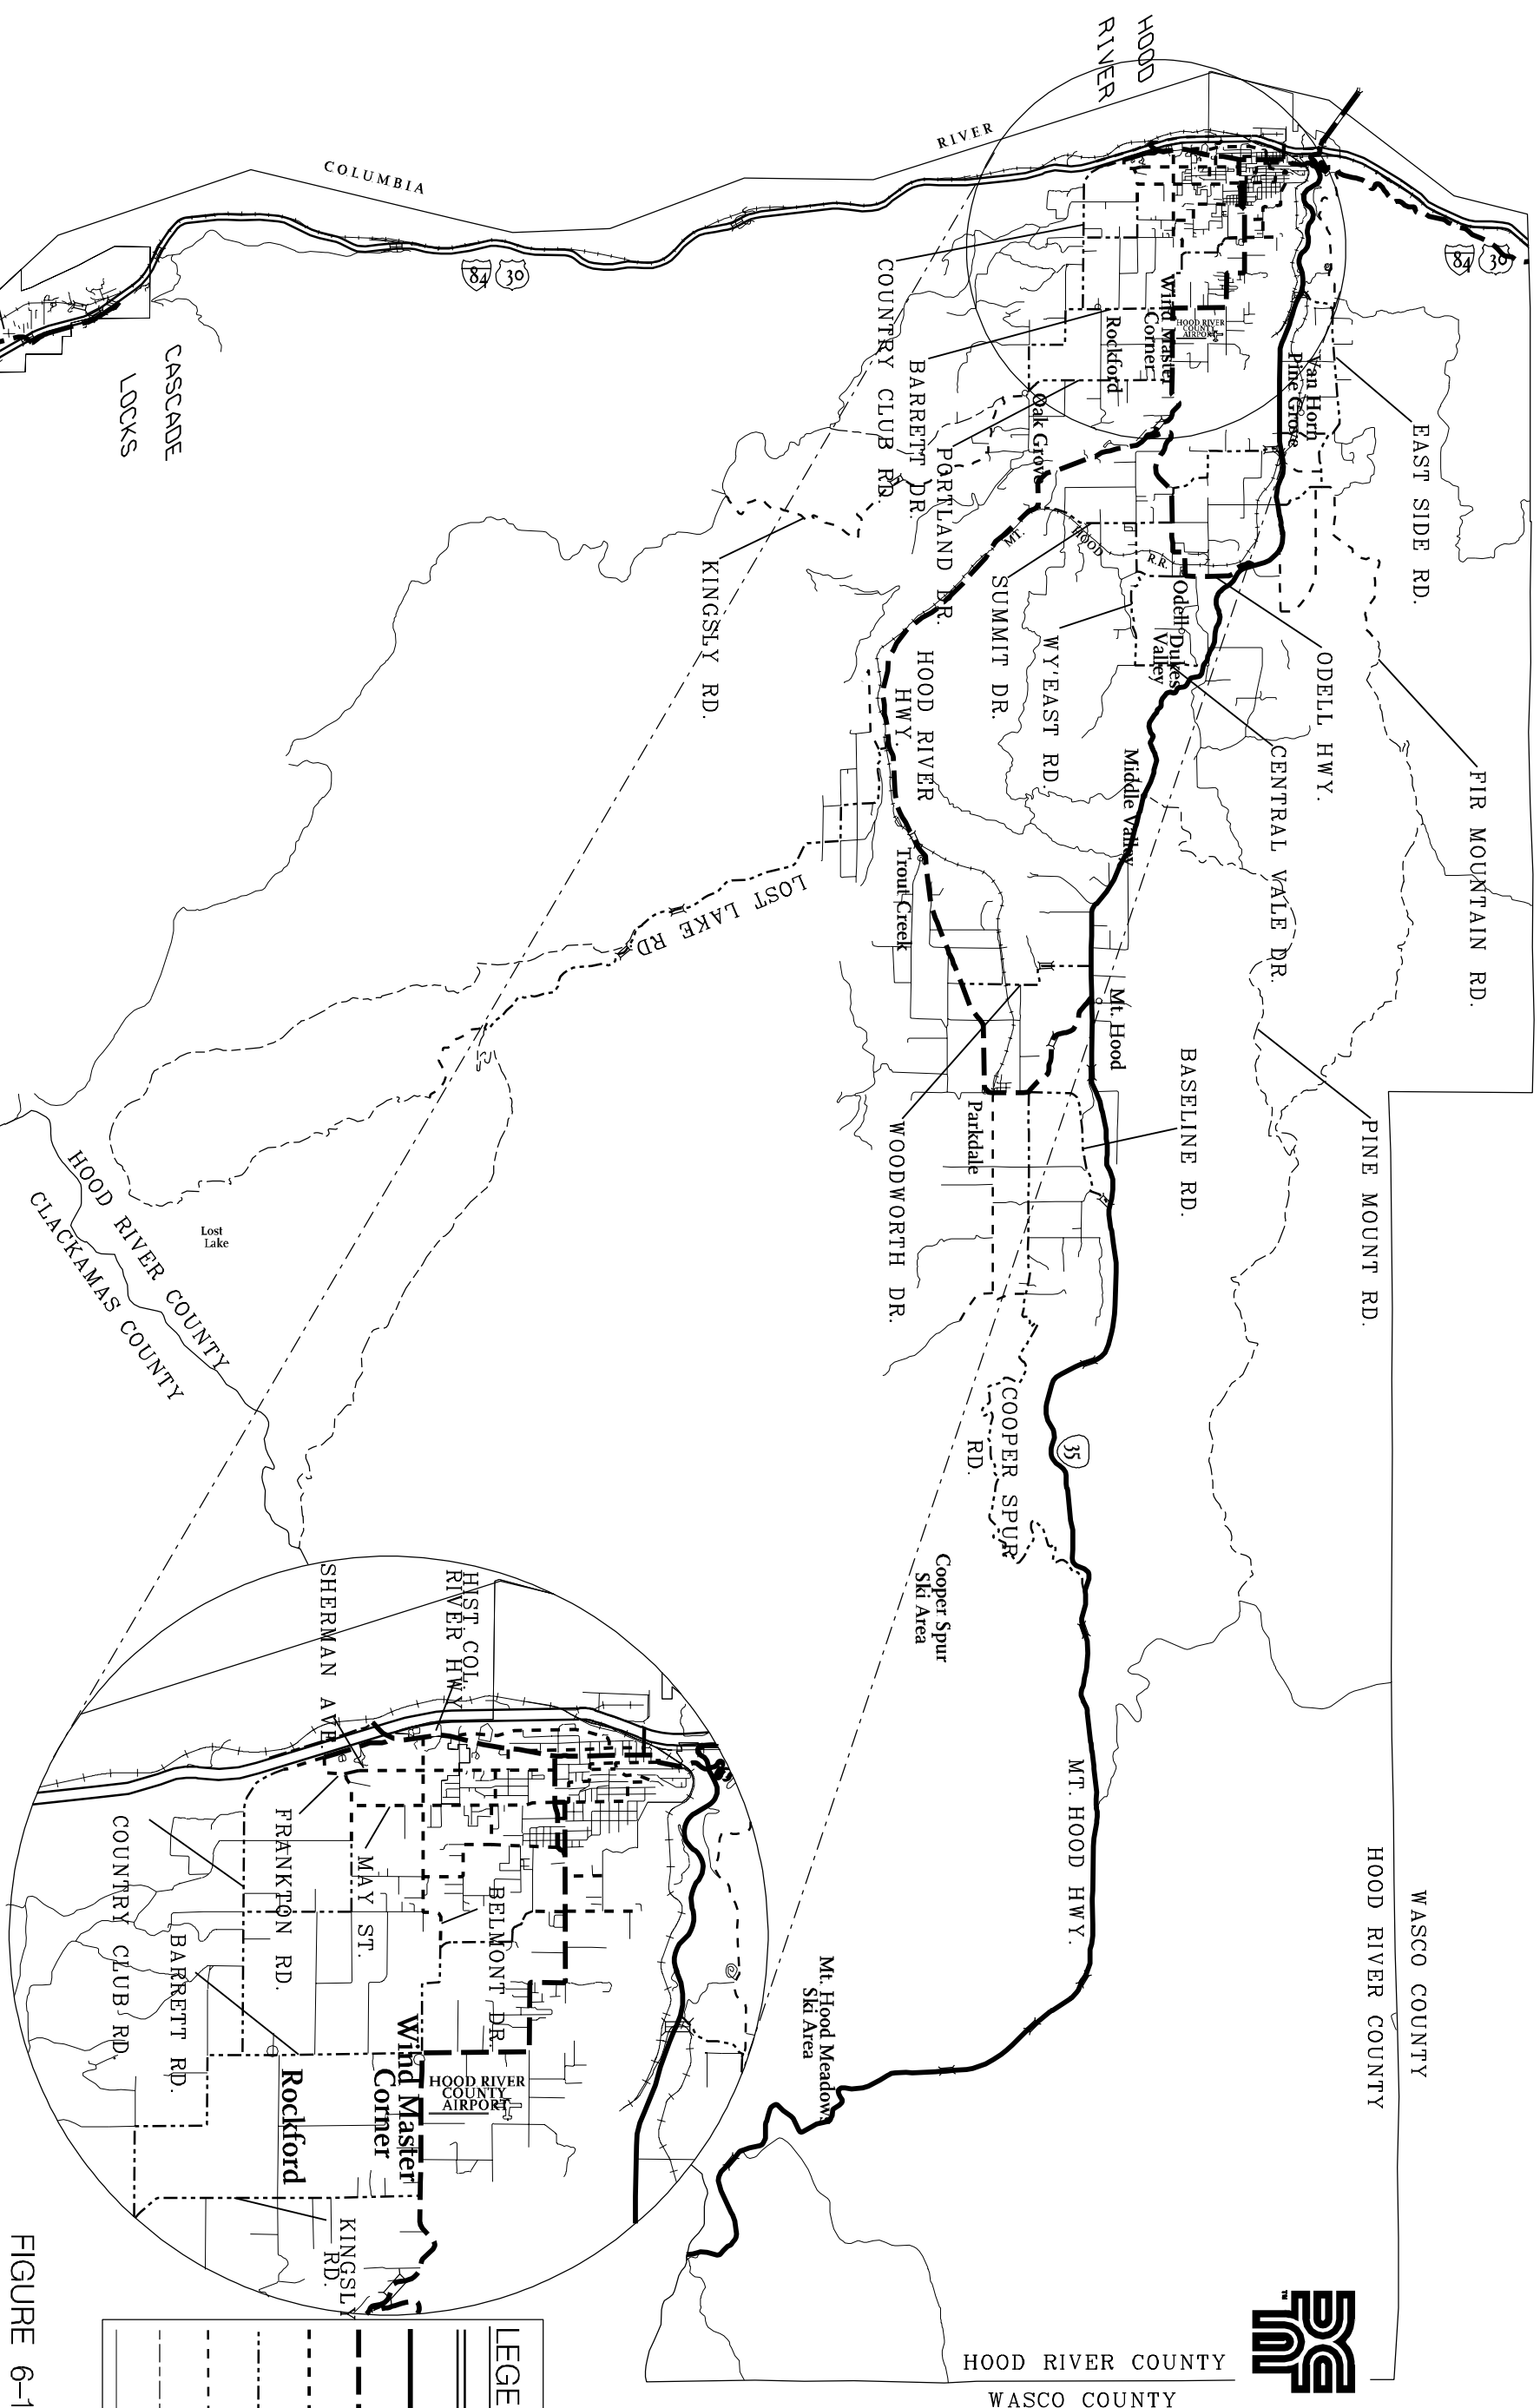 HOOD
RIVER
COLUMBIA
RIVER
84
30
84
30
CASCADE
LOCKS
COUNTRY CLUB RD.
BARRETT DR.
PORTLAND DR.
KINGSLY RD.
Wind Master
Corner
HOOD RIVER
COUNTY
AIRPORT
Rockford
Oak Grove
Van Horn
Pine Grove
EAST SIDE RD.
MT.
HOOD
R.R.
SUMMIT DR.
WY'EAST RD.
Odell
Dukes
Valley
ODELL HWY.
CENTRAL VALE DR.
FIR MOUNTAIN RD.
HOOD RIVER
HWY.
Middle Valley
Trout Creek
LOST LAKE RD
Mt. Hood
BASELINE RD.
PINE MOUNT RD.
Parkdale
WOODWORTH DR.
Lost
Lake
HOOD RIVER COUNTY
CLACKAMAS COUNTY
COOPER SPUR
RD.
35
Cooper Spur
Ski Area
MT. HOOD HWY.
Mt. Hood Meadows
Ski Area
WASCO COUNTY
HOOD RIVER COUNTY
HOOD RIVER COUNTY
WASCO COUNTY
TM
SHERMAN AVE.
HIST. COL.
RIVER HWY
FRANKTON RD.
MAY ST.
BELMONT DR.
COUNTRY CLUB RD.
BARRETT RD.
Wind Master
Corner
HOOD RIVER
COUNTY
AIRPORT
Rockford
KINGSLY
RD.
LEGE
FIGURE 6-1